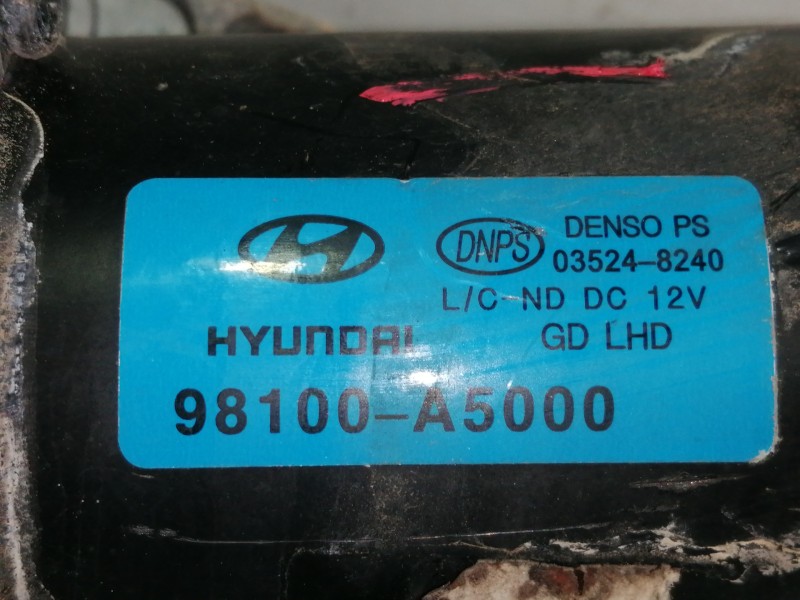 DNPS DENSO PS
03524-8240
L/C-ND DC 12V
HYUNDAI GD LHD
98100-A5000